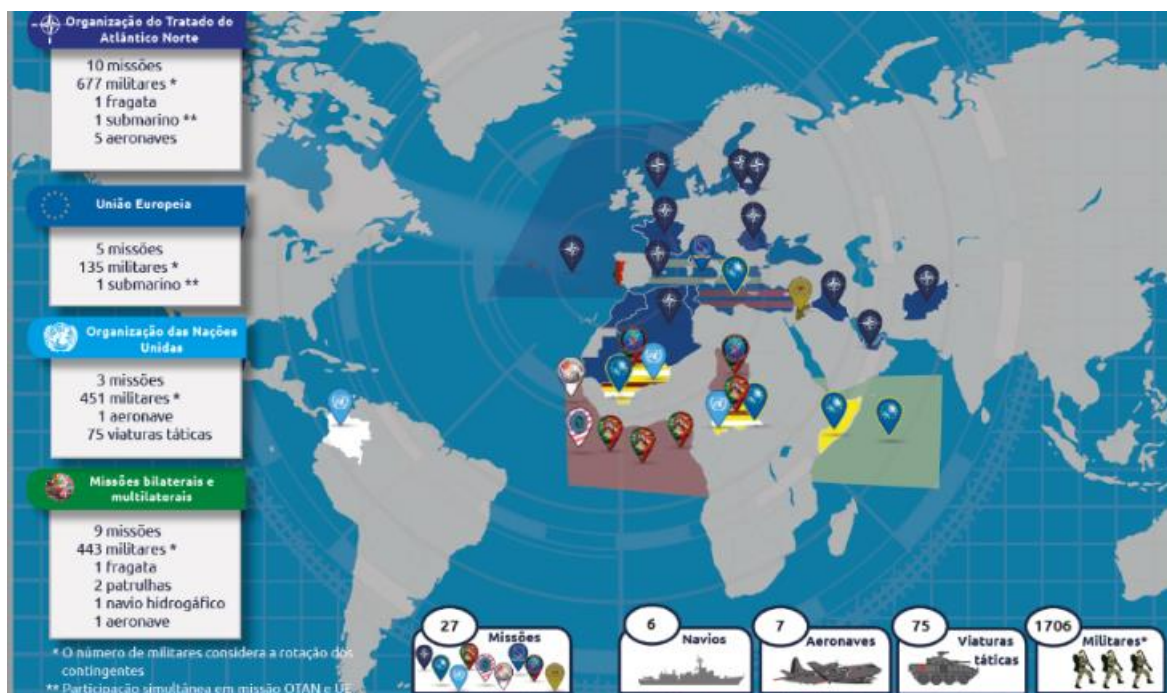 Organização do Tratado do
Atlântico Norte
10 missões
677 militares *
1 fragata
1 submarino **
5 aeronaves
União Europeia
5 missões
135 militares *
1 submarino **
Organização das Nações
Unidas
3 missões
451 militares *
1 aeronave
75 viaturas táticas
Missões bilaterais e
multilaterais
9 missões
443 militares *
1 fragata
2 patrulhas
1 navio hidrogáfico
1 aeronave
* O número de militares considera a rotação dos
contingentes
** Participação simultânea em missão OTAN e UE
27
Missões
6
Navios
7
Aeronaves
75
Viaturas
táticas
1706
Militares*